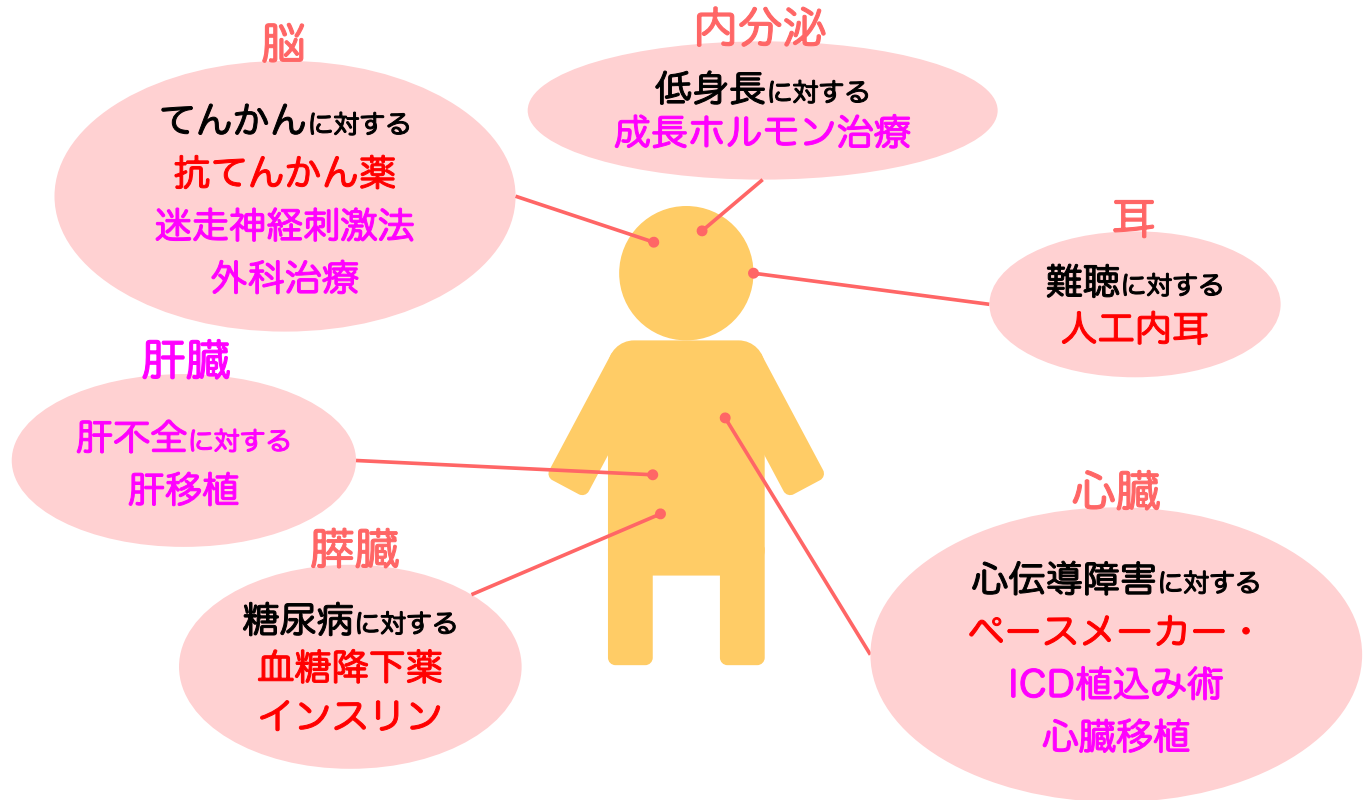 脳
てんかんに対する
抗てんかん薬
迷走神経刺激法
外科治療
内分泌
低身長に対する
成長ホルモン治療
耳
難聴に対する
人工内耳
肝臓
肝不全に対する
肝移植
膵臓
糖尿病に対する
血糖降下薬
インスリン
心臓
心伝導障害に対する
ペースメーカー・
ICD植込み術
心臓移植